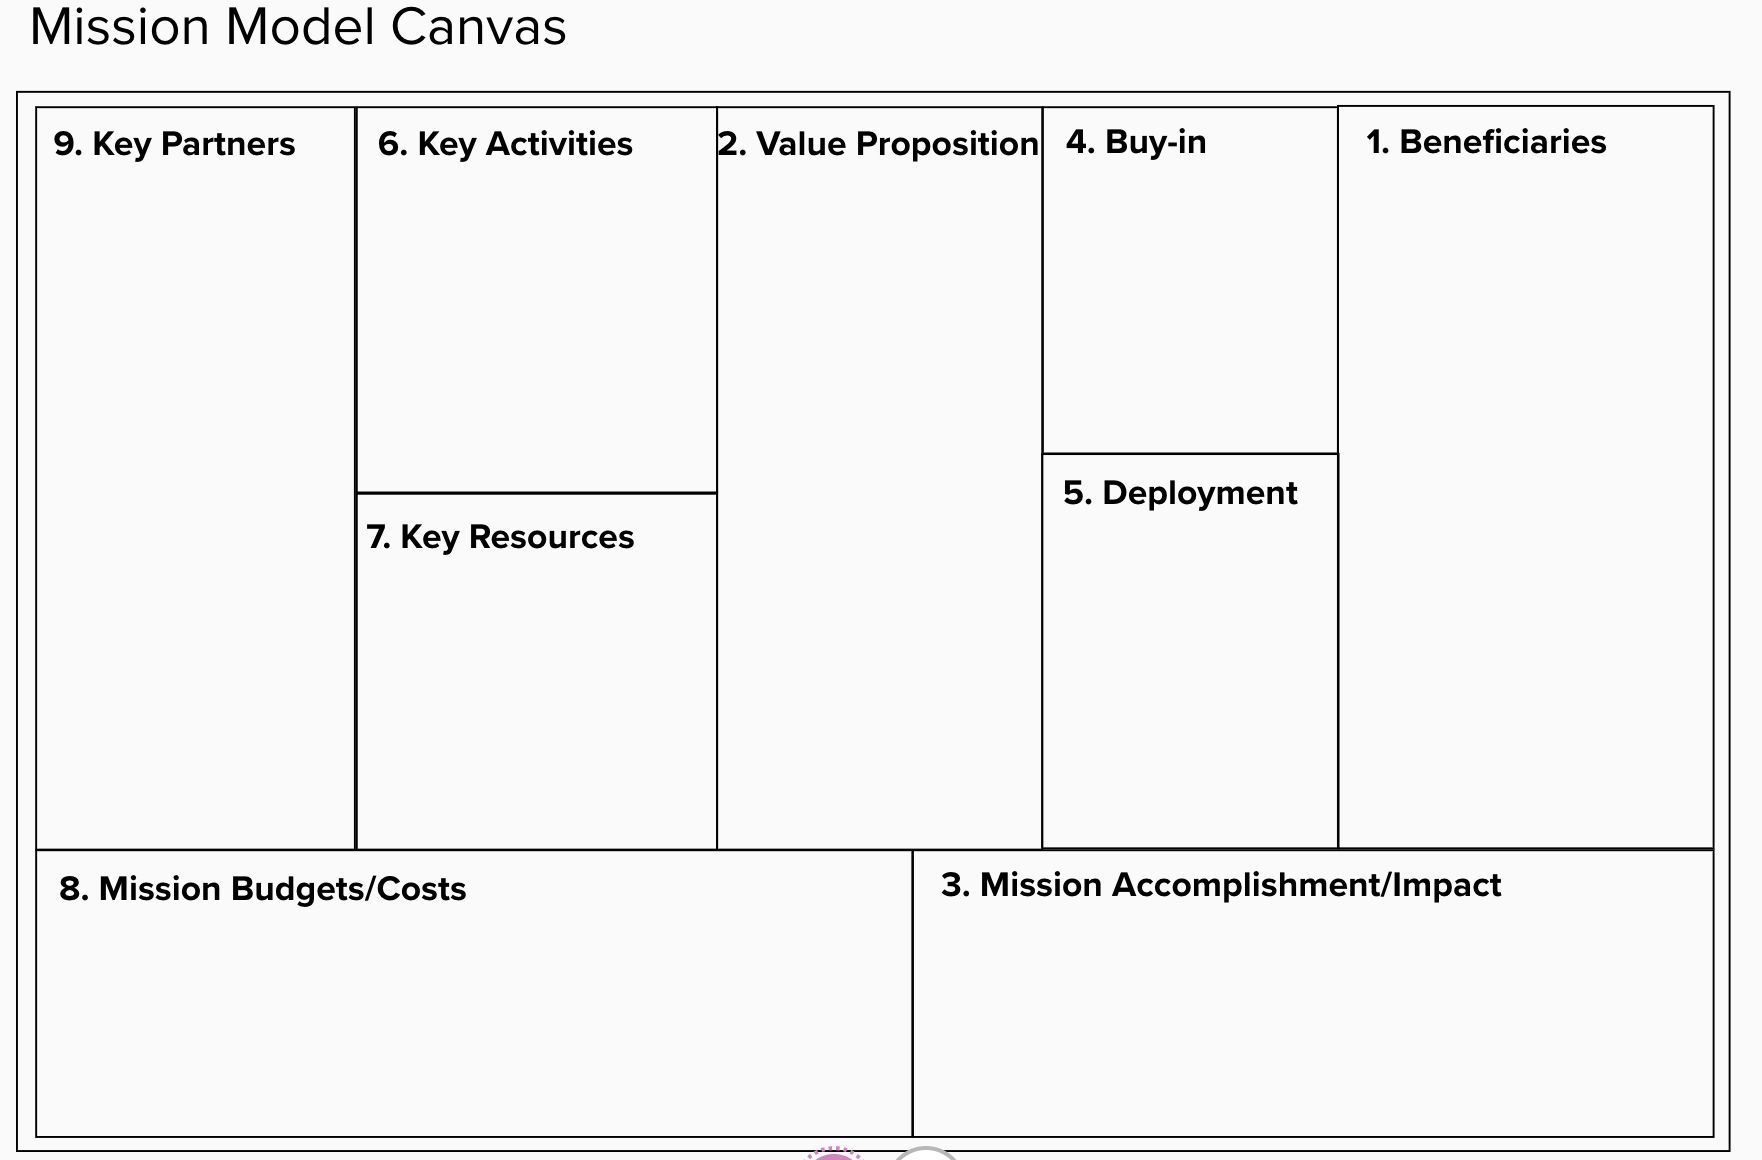 Mission Model Canvas
9. Key Partners
6. Key Activities
2. Value Proposition
4. Buy-in
1. Beneficiaries
5. Deployment
7. Key Resources
8. Mission Budgets/Costs
3. Mission Accomplishment/Impact